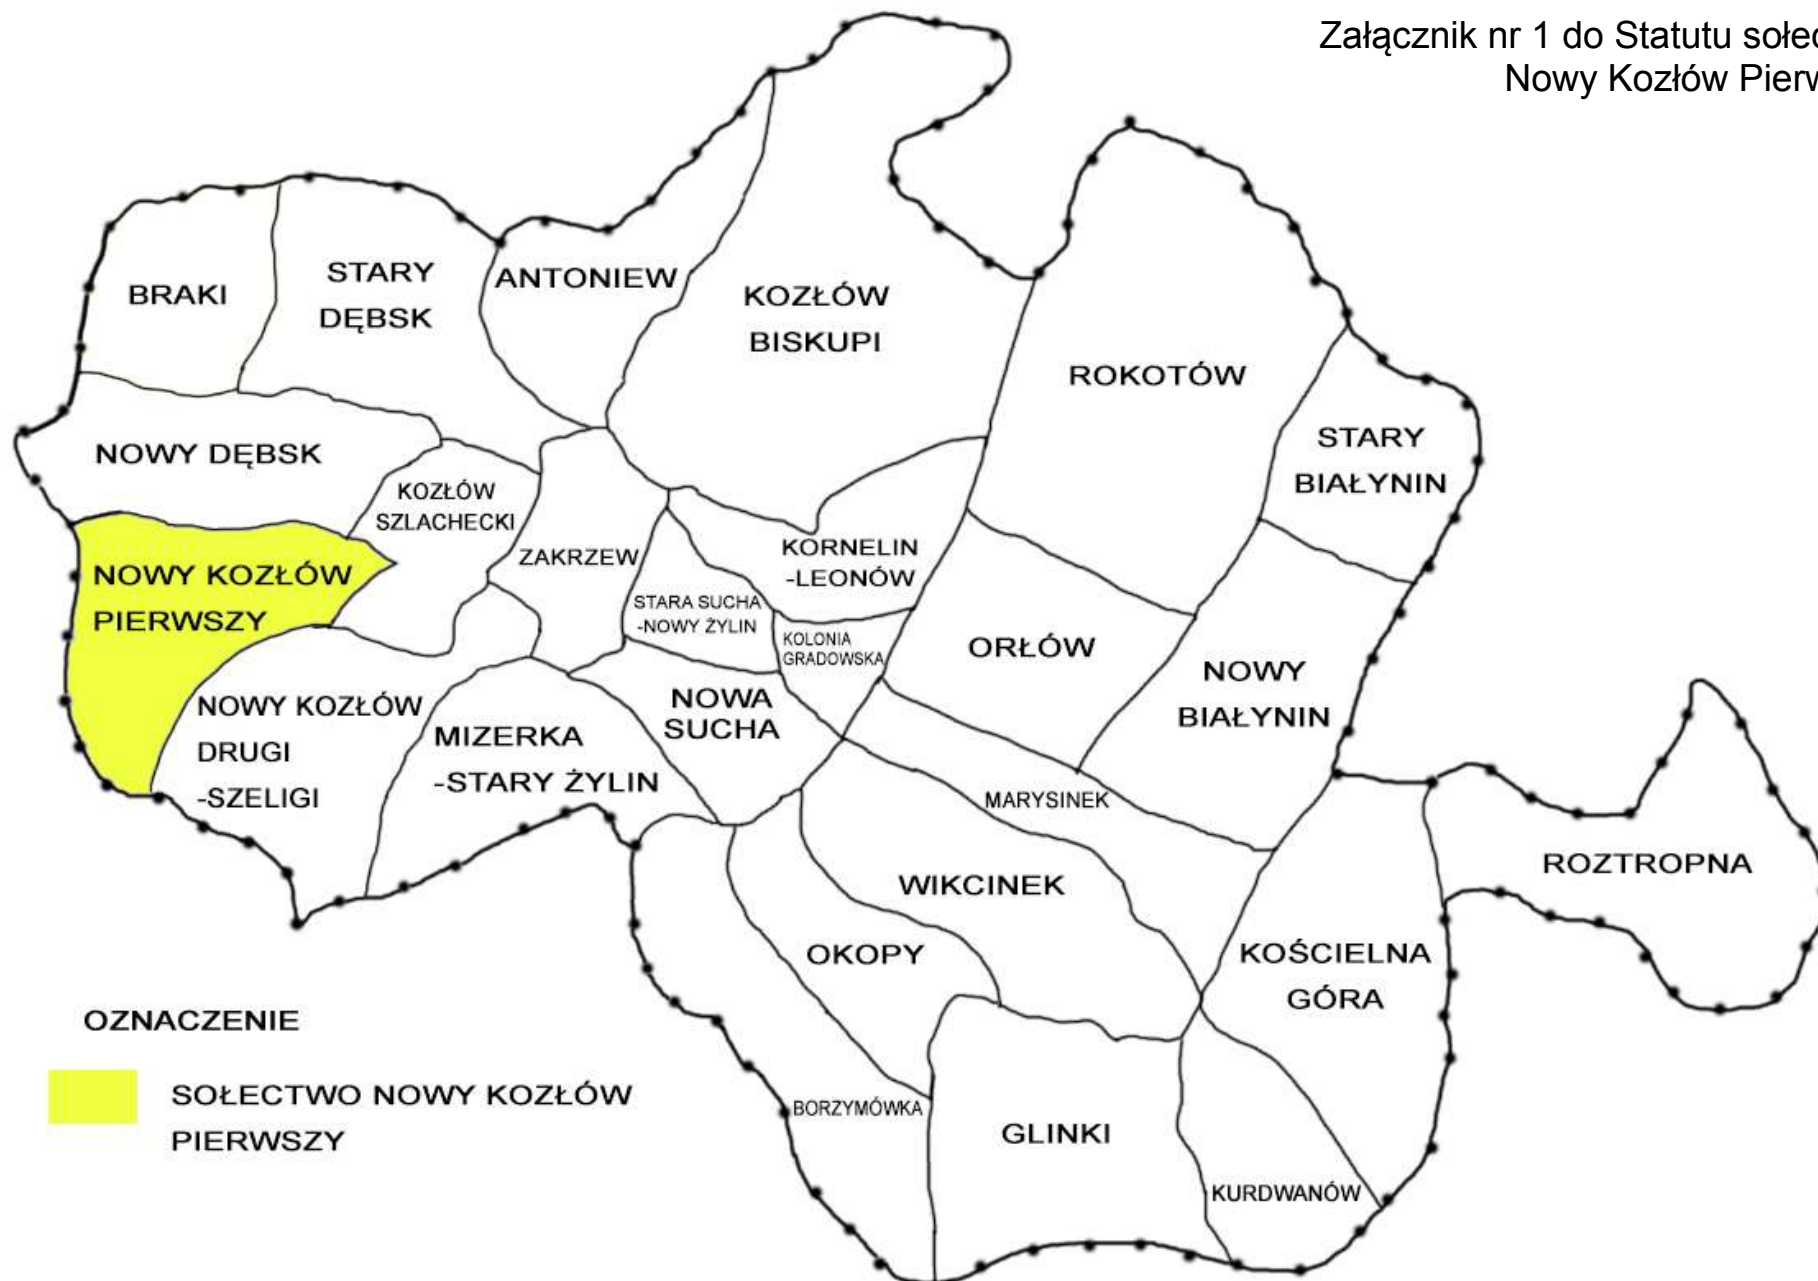 Załącznik nr 1 do Statutu
Nowy Kozłów
BRAKI
STARY
DĘBSK
ANTONIEW
KOZŁÓW
BISKUPI
ROKOTÓW
STARY
BIAŁYNIN
NOWY DĘBSK
KOZŁÓW
SZLACHECKI
ZAKRZEW
KORNELIN
-LEONÓW
NOWY KOZŁÓW
PIERWSZY
STARA SUCHA
-NOWY ŻYLIN
KOLONIA
GRADOWSKA
ORŁÓW
NOWY
BIAŁYNIN
NOWY KOZŁÓW
DRUGI
-SZELIGI
MIZERKA
-STARY ŻYLIN
NOWA
SUCHA
MARYSINEK
WIKCINEK
ROZTROPNA
OKOPY
KOŚCIELNA
GÓRA
BORZYMÓWKA
GLINKI
KURDWANÓW
OZNACZENIE
SOŁECTWO NOWY KOZŁÓW
PIERWSZY